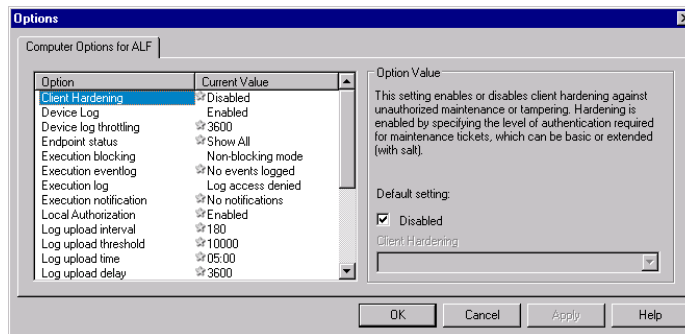 Options
Computer Options for ALF
Option Current Value
Client Hardening Disabled
Device Log Enabled
Device log throttling 3600
Endpoint status Show All
Execution blocking Non-blocking mode
Execution eventlog No events logged
Execution log Log access denied
Execution notification No notifications
Local Authorization Enabled
Log upload interval 180
Log upload threshold 10000
Log upload time 05:00
Log upload delay 3600
Option Value
This setting enables or disables client hardening against
unauthorized maintenance or tampering. Hardening is
enabled by specifying the level of authentication required
for maintenance tickets, which can be basic or extended
(with salt).
Default setting:
Disabled
Client Hardening
OK Cancel Apply Help